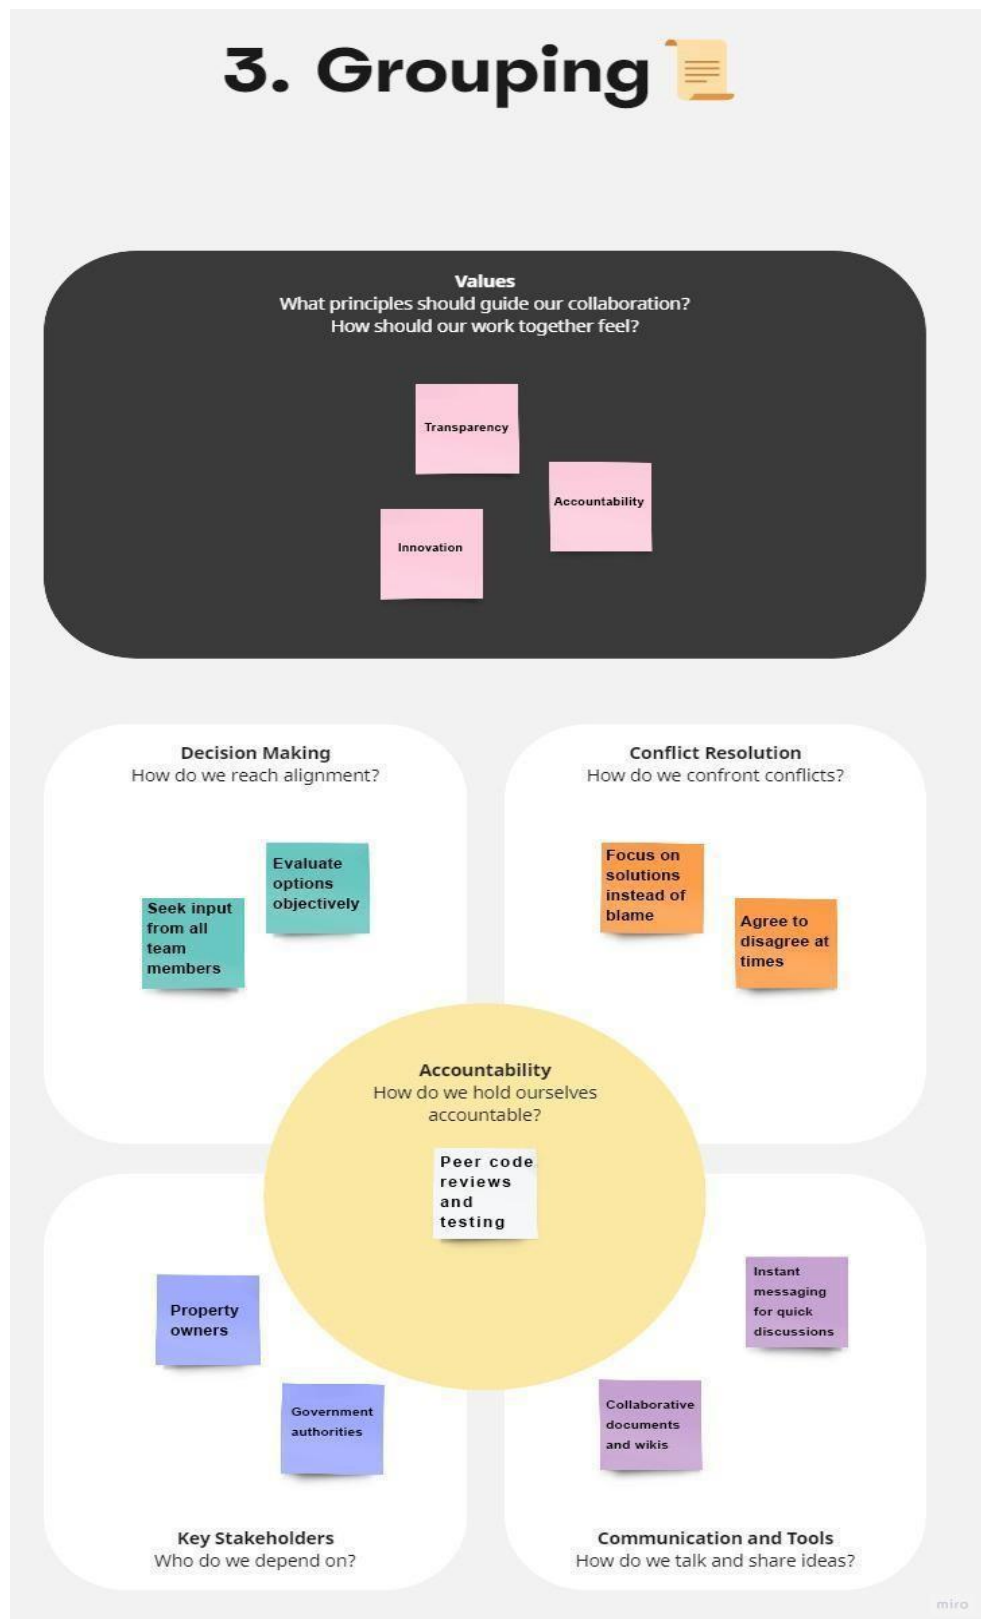 3. Grouping
Values
What principles should guide our collaboration?
How should our work together feel?
Transparency
Accountability
Innovation
Decision Making
How do we reach alignment?
Evaluate
options
objectively
Seek input
from all
team
members
Conflict Resolution
How do we confront conflicts?
Focus on
solutions
instead of
blame
Agree to
disagree at
times
Accountability
How do we hold ourselves
accountable?
Peer code
reviews
and
testing
Property
owners
Government
authorities
Key Stakeholders
Who do we depend on?
Instant
messaging
for quick
discussions
Collaborative
documents
and wikis
Communication and Tools
How do we talk and share ideas?
miro